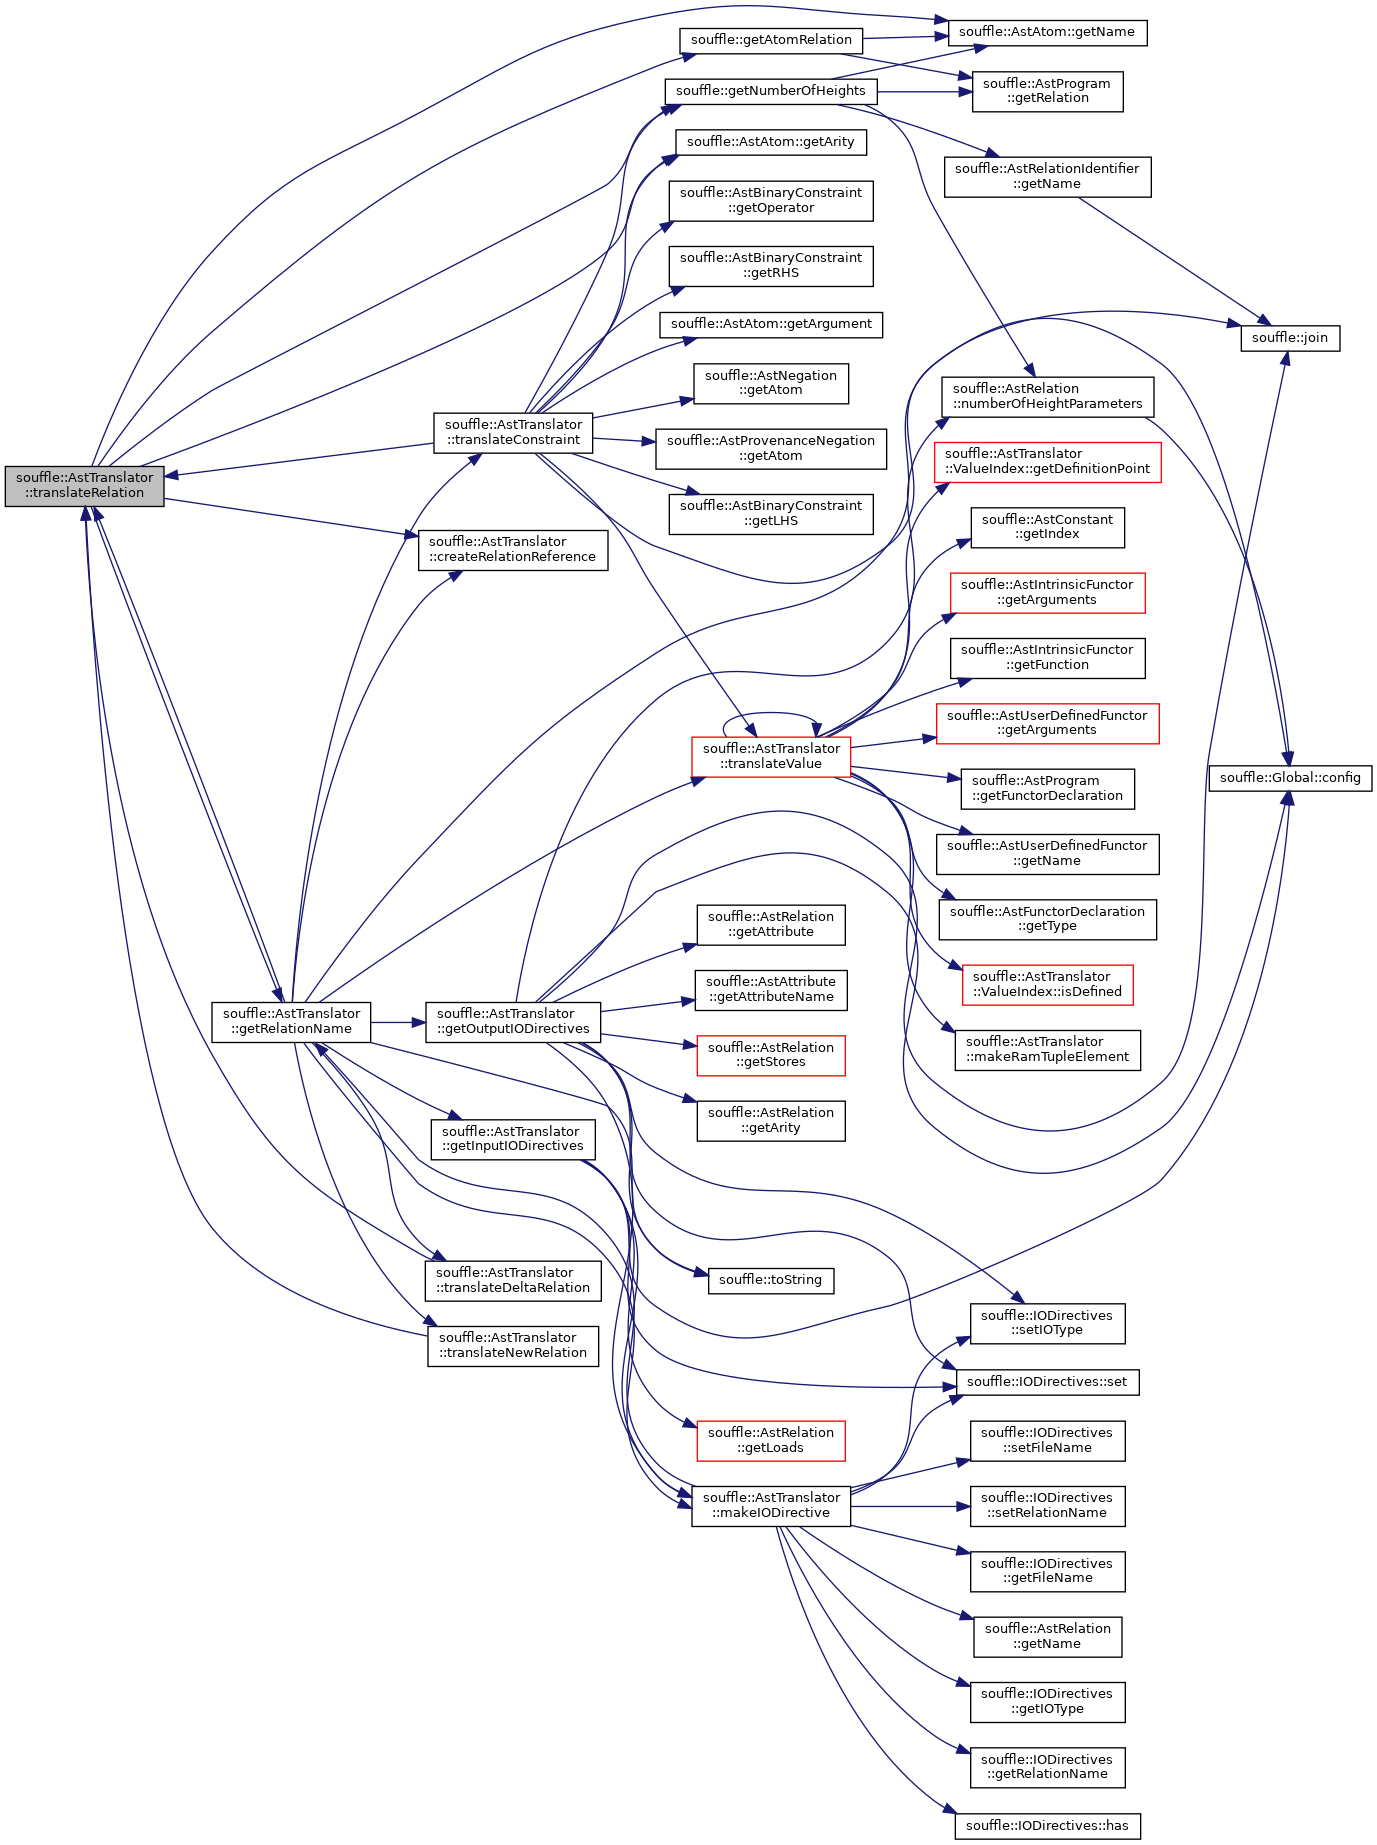 souffle::AstTranslator
::translateRelation
souffle::AstTranslator
::getRelationName
souffle::AstTranslator
::translateConstraint
souffle::AstTranslator
::createRelationReference
souffle::AstTranslator
::getOutputIODirectives
souffle::AstTranslator
::getInputIODirectives
souffle::AstTranslator
::translateDeltaRelation
souffle::AstTranslator
::translateNewRelation
souffle::getAtomRelation
souffle::getNumberOfHeights
souffle::AstAtom::getArity
souffle::AstBinaryConstraint
::getOperator
souffle::AstBinaryConstraint
::getRHS
souffle::AstAtom::getArgument
souffle::AstNegation
::getAtom
souffle::AstProvenanceNegation
::getAtom
souffle::AstBinaryConstraint
::getLHS
souffle::AstTranslator
::translateValue
souffle::AstRelation
::getAttribute
souffle::AstAttribute
::getAttributeName
souffle::AstRelation
::getStores
souffle::AstRelation
::getArity
souffle::toString
souffle::AstRelation
::getLoads
souffle::AstTranslator
::makeIODirective
souffle::AstAtom::getName
souffle::AstProgram
::getRelation
souffle::AstRelationIdentifier
::getName
souffle::AstRelation
::numberOfHeightParameters
souffle::AstTranslator
::ValueIndex::getDefinitionPoint
souffle::AstConstant
::getIndex
souffle::AstIntrinsicFunctor
::getArguments
souffle::AstIntrinsicFunctor
::getFunction
souffle::AstUserDefinedFunctor
::getArguments
souffle::AstProgram
::getFunctorDeclaration
souffle::AstUserDefinedFunctor
::getName
souffle::AstFunctorDeclaration
::getType
souffle::AstTranslator
::ValueIndex::isDefined
souffle::AstTranslator
::makeRamTupleElement
souffle::IODirectives
::setIOType
souffle::IODirectives::set
souffle::IODirectives
::setFileName
souffle::IODirectives
::setRelationName
souffle::IODirectives
::getFileName
souffle::AstRelation
::getName
souffle::IODirectives
::getIOType
souffle::IODirectives
::getRelationName
souffle::IODirectives::has
souffle::join
souffle::Global::config